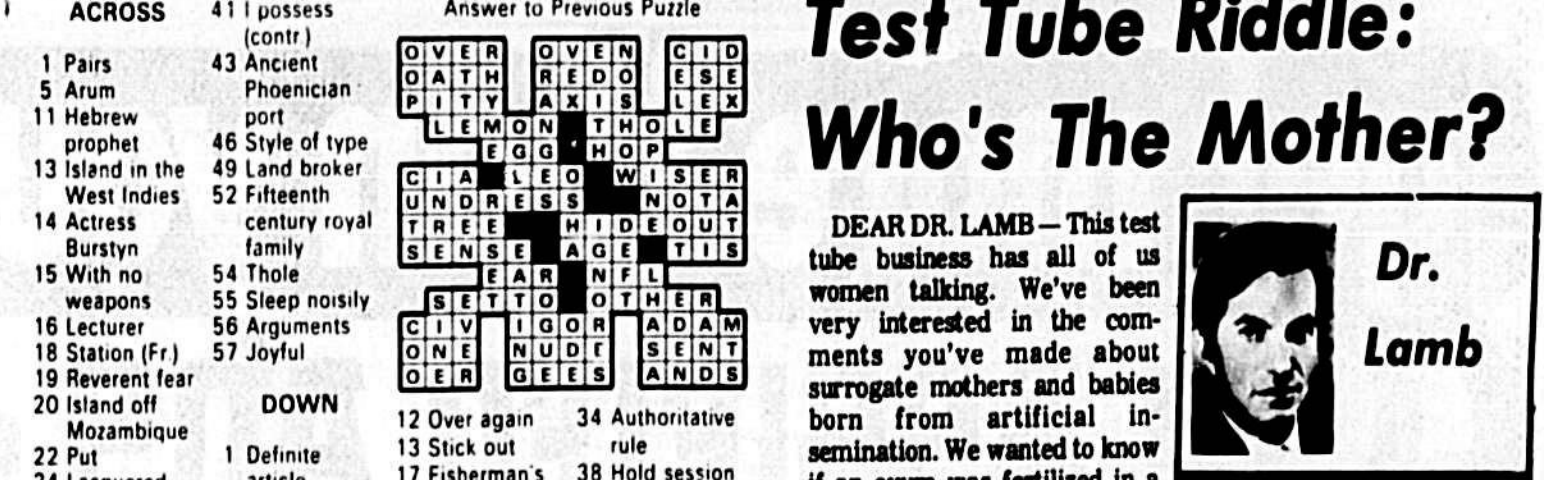 ACROSS
1 Pairs
5 Arum
11 Hebrew
prophet
13 Island in the
West Indies
14 Actress
Burstyn
15 With no
weapons
16 Lecturer
18 Station (Fr.)
19 Reverent fear
20 Island off
Mozambique
22 Put
41 I possess
(contr.)
43 Ancient
Phoenician
port
46 Style of type
49 Land broker
52 Fifteenth
century royal
family
54 Thole
55 Sleep noisily
56 Arguments
57 Joyful
DOWN
1 Definite
article
Answer to Previous Puzzle
OVER OVEN CID
OATH REDO ESE
PITY AXIS LEX
LEMON THOLE
EGG HOP
CIA LEO WISER
UNDRESS NOTA
TREE HIDEOUT
SENSE AGE TIS
EAR NFL
SETTO OTHER
CIV IGOR ADAM
ONE NUDE SENT
OER GEES ANDS
12 Over again
13 Stick out
17 Fisherman's
34 Authoritative
rule
38 Hold session
Test Tube Riddle:
Who's The Mother?
DEAR DR. LAMB — This test
tube business has all of us
women talking. We've been
very interested in the com-
ments you've made about
surrogate mothers and babies
born from artificial in-
semination. We wanted to know
Dr.
Lamb